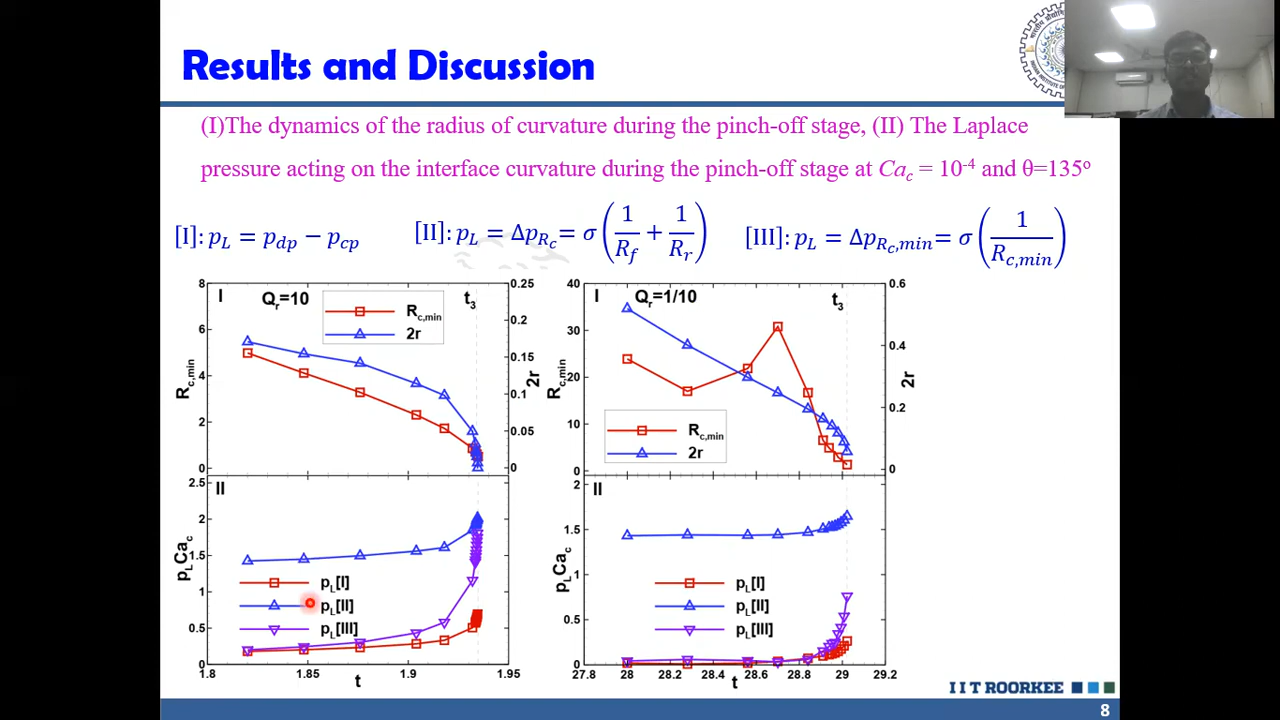 Results and Discussion
(I)The dynamics of the radius of curvature during the pinch-off stage, (II) The Laplace
pressure acting on the interface curvature during the pinch-off stage at Ca_c = 10^-4 and θ=135°
[I]: p_L = p_dp − p_cp
[II]: p_L = Δp_Rc = σ(1/R_f + 1/R_r)
[III]: p_L = Δp_Rc,min = σ(1/R_c,min)
8
6
4
2
0
R_c,min
I
Q_r=10
R_c,min
2r
t_3
0.25
0.2
0.15
0.1
0.05
0
2r
2.5
2
1.5
1
0.5
0
p_L Ca_c
II
p_L[I]
p_L[II]
p_L[III]
1.8
1.85
1.9
1.95
t
40
30
20
10
0
R_c,min
I
Q_r=1/10
t_3
R_c,min
2r
0.6
0.4
0.2
0
2r
2
1.5
1
0.5
0
p_L Ca_c
II
p_L[I]
p_L[II]
p_L[III]
27.8
28
28.2
28.4
28.6
28.8
29
29.2
t
I I T ROORKEE
8